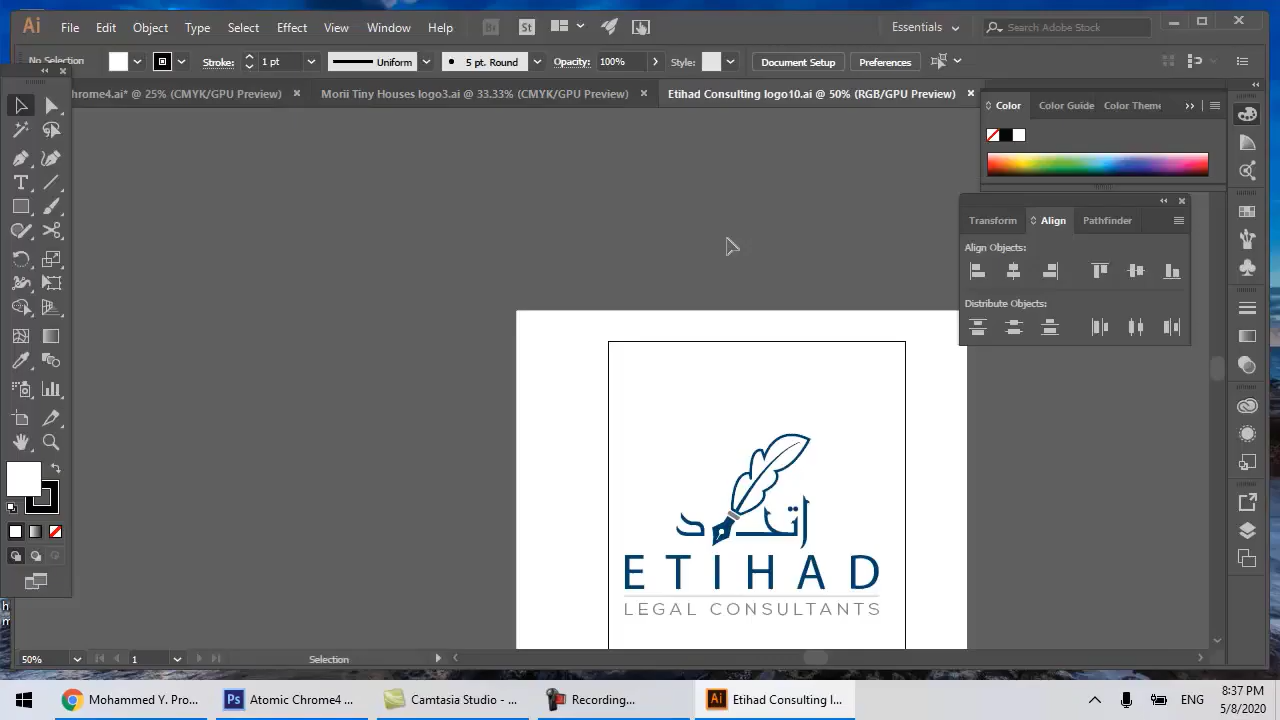 Ai File Edit Object Type Select Effect View Window Help Br St Essentials Search Adobe Stock
No Selection Stroke: 1 pt Uniform 5 pt. Round Opacity: 100% Style: Document Setup Preferences
hrome4.ai* @ 25% (CMYK/GPU Preview) × Morii Tiny Houses logo3.ai @ 33.33% (CMYK/GPU Preview) × Etihad Consulting logo10.ai @ 50% (RGB/GPU Preview) ×
Color Color Guide Color Theme
Transform Align Pathfinder
Align Objects:
Distribute Objects:
ETIHAD
LEGAL CONSULTANTS
50% 1 Selection
Mohammed Y. Pro... Atomic Chrome4 ... Camtasia Studio - ... Recording... Etihad Consulting l... ENG 8:37 PM
5/8/2020